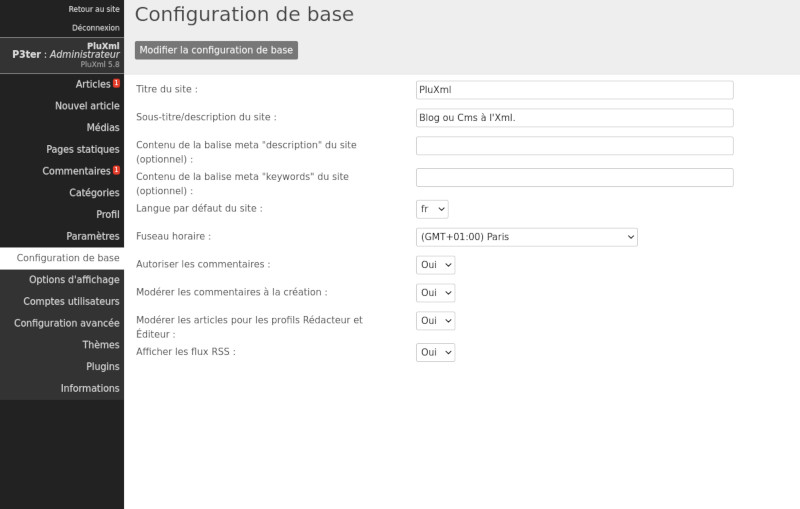 Retour au site
Déconnexion
PluXml
P3ter : Administrateur
PluXml 5.8
Articles 1
Nouvel article
Médias
Pages statiques
Commentaires 1
Catégories
Profil
Paramètres
Configuration de base
Options d'affichage
Comptes utilisateurs
Configuration avancée
Thèmes
Plugins
Informations
Configuration de base
Modifier la configuration de base
Titre du site : PluXml
Sous-titre/description du site : Blog ou Cms à l'Xml.
Contenu de la balise meta "description" du site
(optionnel) :
Contenu de la balise meta "keywords" du site
(optionnel) :
Langue par défaut du site : fr
Fuseau horaire : (GMT+01:00) Paris
Autoriser les commentaires : Oui
Modérer les commentaires à la création : Oui
Modérer les articles pour les profils Rédacteur et Oui
Éditeur :
Afficher les flux RSS : Oui